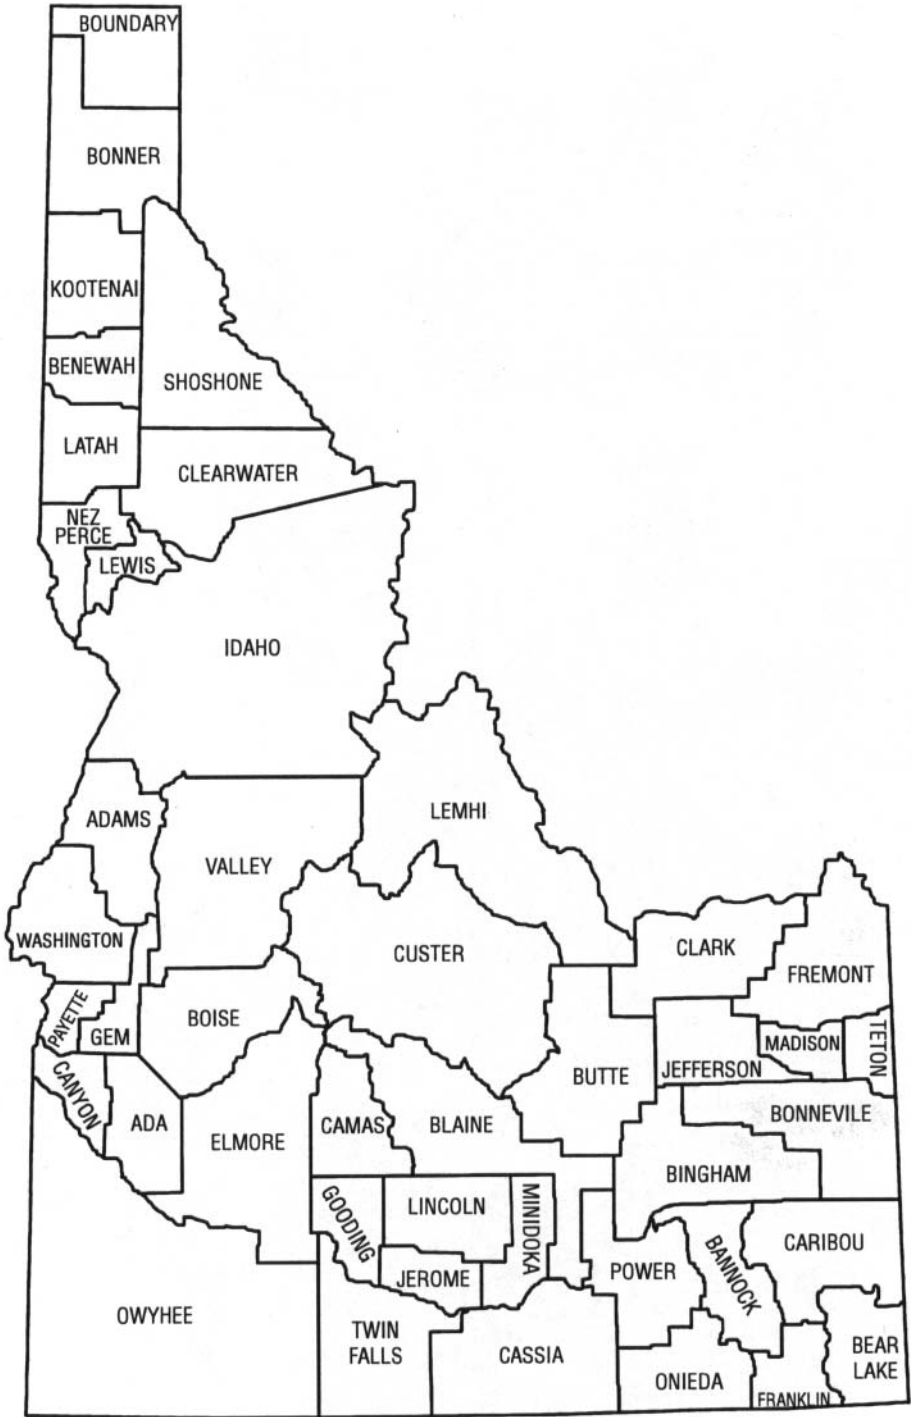 BOUNDARY
BONNER
KOOTENAI
BENEWAH
SHOSHONE
LATAH
CLEARWATER
NEZ
PERCE
LEWIS
IDAHO
ADAMS
LEMHI
VALLEY
WASHINGTON
CUSTER
CLARK
FREMONT
PAYETTE
GEM
BOISE
BUTTE
JEFFERSON
MADISON
TETON
CANYON
ADA
ELMORE
CAMAS
BLAINE
BONNEVILE
BINGHAM
GOODING
LINCOLN
MINIDOKA
JEROME
POWER
BANNOCK
CARIBOU
OWYHEE
TWIN
FALLS
CASSIA
ONIEDA
FRANKLIN
BEAR
LAKE